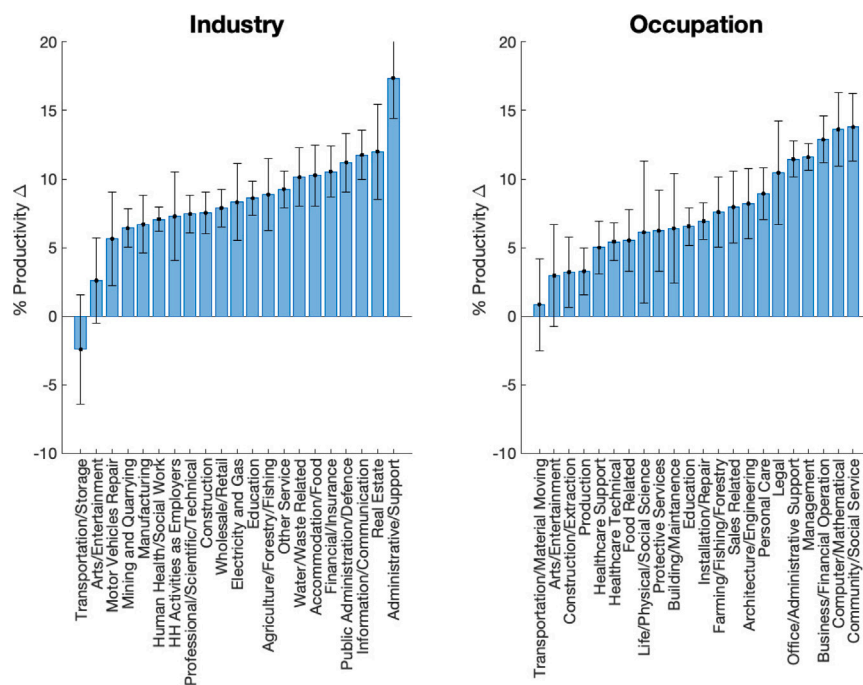 Industry
% Productivity Δ
20
15
10
5
0
-5
-10
Transportation/Storage
Arts/Entertainment
Motor Vehicles Repair
Mining and Quarrying
Manufacturing
Human Health/Social Work
HH Activities as Employers
Professional/Scientific/Technical
Construction
Wholesale/Retail
Electricity and Gas
Education
Agriculture/Forestry/Fishing
Other Service
Water/Waste Related
Accommodation/Food
Financial/Insurance
Public Administration/Defence
Information/Communication
Real Estate
Administrative/Support
Occupation
% Productivity Δ
20
15
10
5
0
-5
-10
Transportation/Material Moving
Arts/Entertainment
Construction/Extraction
Production
Healthcare Support
Healthcare Technical
Food Related
Life/Physical/Social Science
Protective Services
Building/Maintanence
Education
Installation/Repair
Farming/Fishing/Forestry
Sales Related
Architecture/Engineering
Personal Care
Legal
Office/Administrative Support
Management
Business/Financial Operation
Computer/Mathematical
Community/Social Service